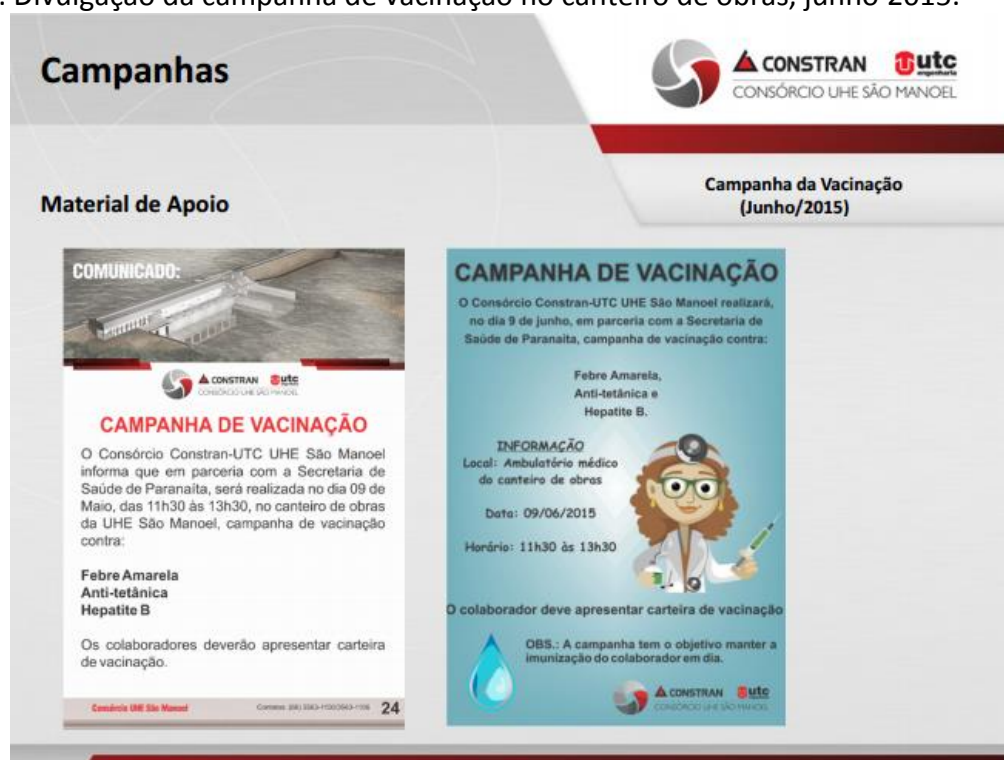 . Divulgação da campanha de vacinação no canteiro de obras, junho 2015.
Campanhas
CONSTRAN utc
engenharia
CONSÓRCIO UHE SÃO MANOEL
Material de Apoio
Campanha da Vacinação
(Junho/2015)
COMUNICADO:
CONSTRAN utc
CONSÓRCIO UHE SÃO MANOEL
CAMPANHA DE VACINAÇÃO
O Consórcio Constran-UTC UHE São Manoel
informa que em parceria com a Secretaria de
Saúde de Paranaíta, será realizada no dia 09 de
Maio, das 11h30 às 13h30, no canteiro de obras
da UHE São Manoel, campanha de vacinação
contra:
Febre Amarela
Anti-tetânica
Hepatite B
Os colaboradores deverão apresentar carteira
de vacinação.
Consórcio UHE São Manoel
24
CAMPANHA DE VACINAÇÃO
O Consórcio Constran-UTC UHE São Manoel realizará,
no dia 9 de junho, em parceria com a Secretaria de
Saúde de Paranaíta, campanha de vacinação contra:
Febre Amarela,
Anti-tetânica e
Hepatite B.
INFORMAÇÃO
Local: Ambulatório médico
do canteiro de obras
Data: 09/06/2015
Horário: 11h30 às 13h30
O colaborador deve apresentar carteira de vacinação
OBS.: A campanha tem o objetivo manter a
imunização do colaborador em dia.
CONSTRAN utc
CONSÓRCIO UHE SÃO MANOEL